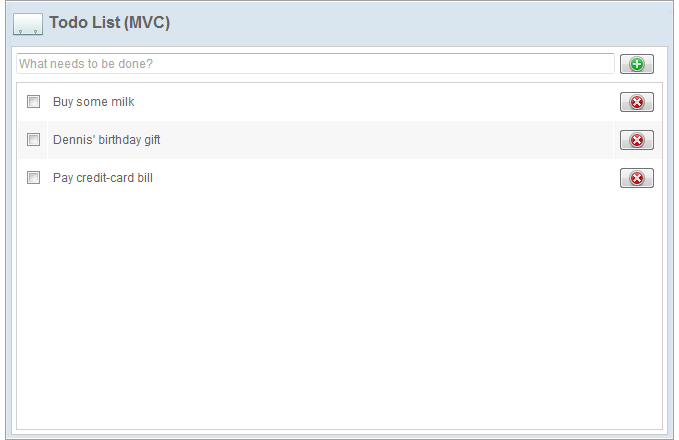 Todo List (MVC)
What needs to be done?
Buy some milk
Dennis' birthday gift
Pay credit-card bill